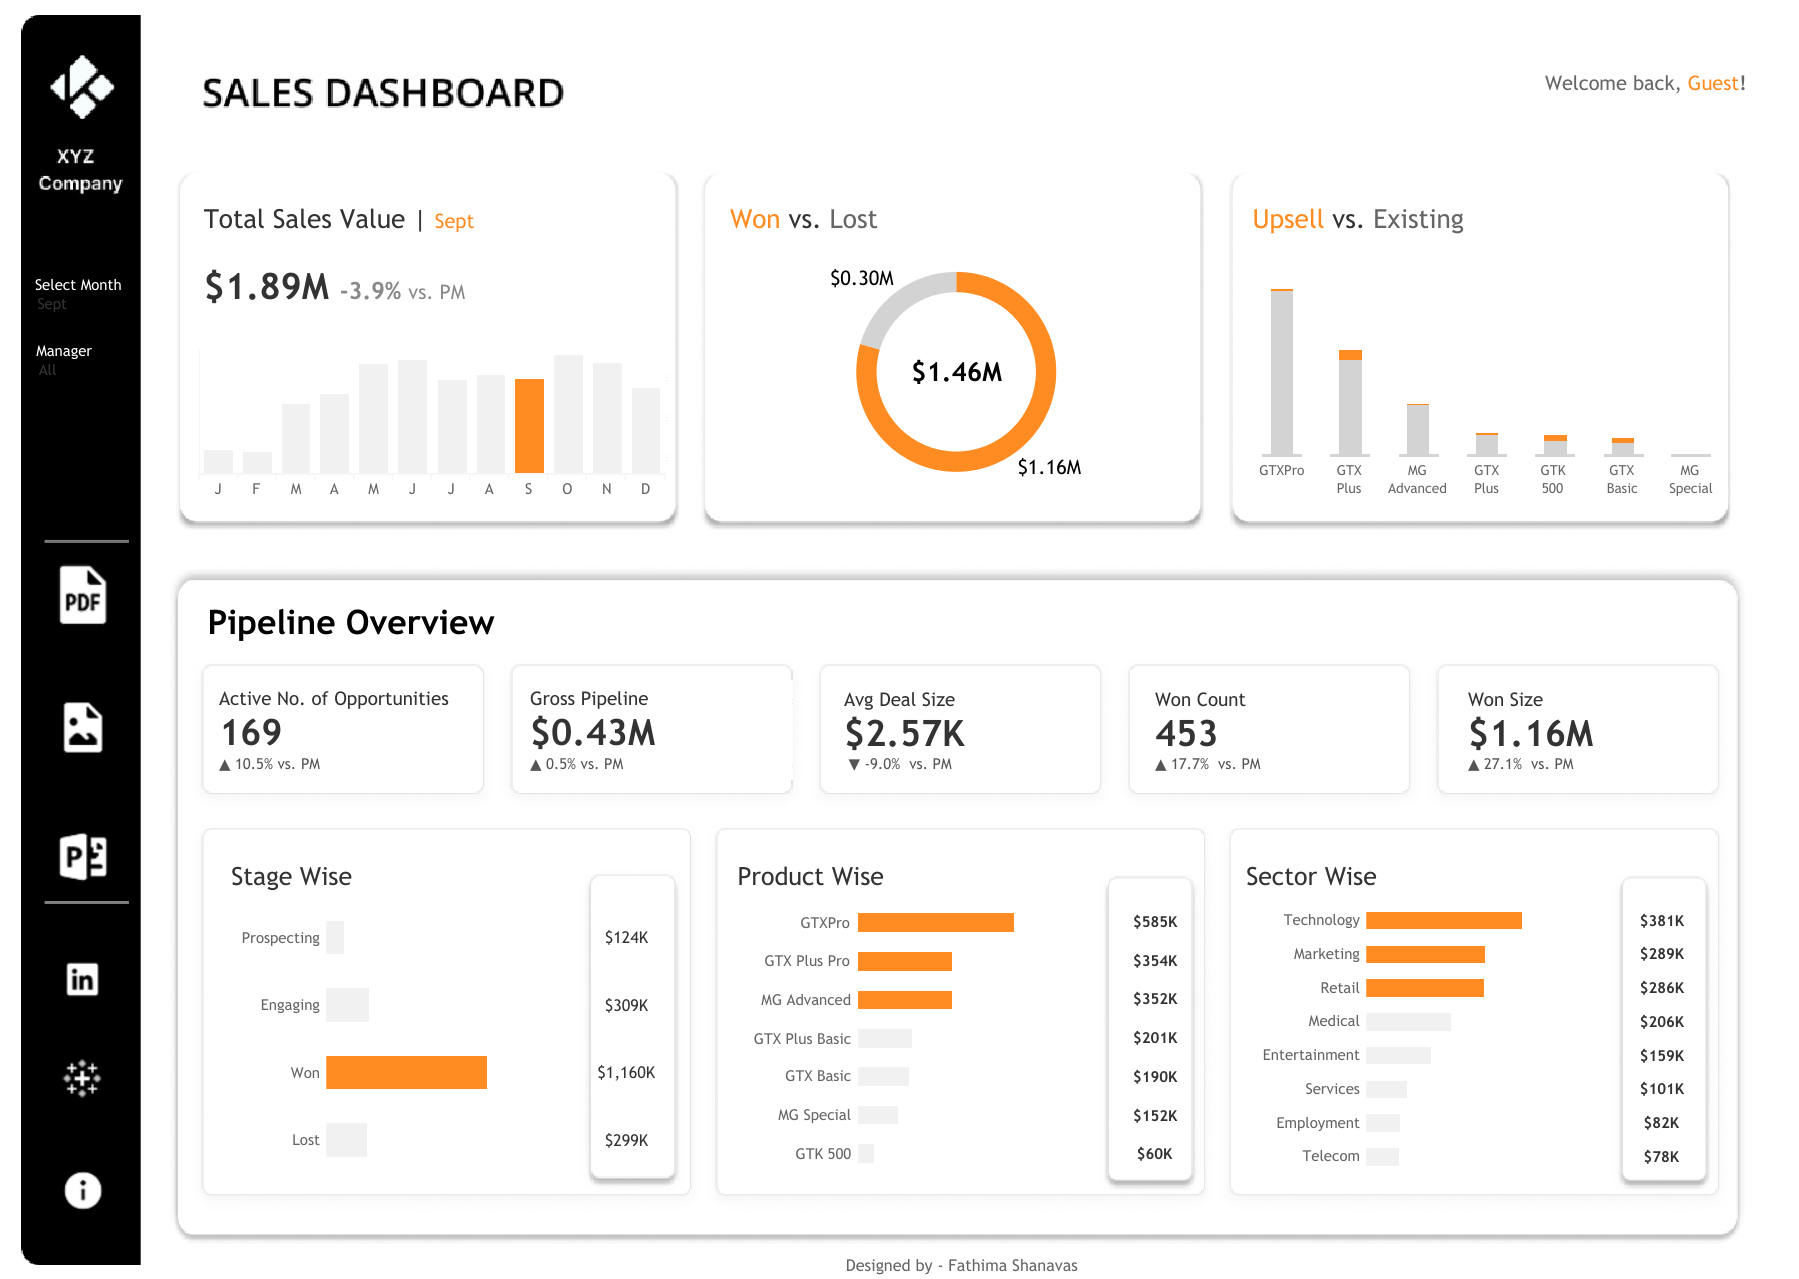 XYZ
Company
SALES DASHBOARD
Welcome back, Guest!
Select Month
Sept
Manager
All
PDF
P
in
i
Total Sales Value | Sept
$1.89M -3.9% vs. PM
J F M A M J J A S O N D
Won vs. Lost
$0.30M
$1.46M
$1.16M
Upsell vs. Existing
GTXPro GTX MG GTX GTK GTX MG
Plus Advanced Plus 500 Basic Special
Pipeline Overview
Active No. of Opportunities
169
▲ 10.5% vs. PM
Gross Pipeline
$0.43M
▲ 0.5% vs. PM
Avg Deal Size
$2.57K
▼ -9.0% vs. PM
Won Count
453
▲ 17.7% vs. PM
Won Size
$1.16M
▲ 27.1% vs. PM
Stage Wise
Prospecting $124K
Engaging $309K
Won $1,160K
Lost $299K
Product Wise
GTXPro $585K
GTX Plus Pro $354K
MG Advanced $352K
GTX Plus Basic $201K
GTX Basic $190K
MG Special $152K
GTK 500 $60K
Sector Wise
Technology $381K
Marketing $289K
Retail $286K
Medical $206K
Entertainment $159K
Services $101K
Employment $82K
Telecom $78K
Designed by - Fathima Shanavas